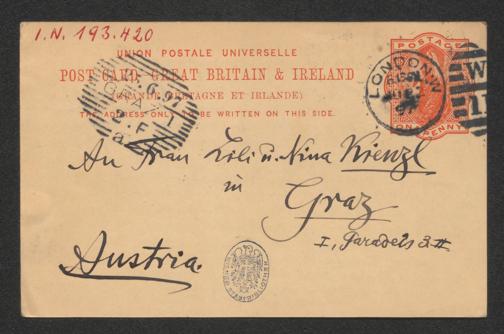 I.N. 193.420
UNION POSTALE UNIVERSELLE
POST CARD, GREAT BRITAIN & IRELAND
(GRANDE BRETAGNE ET IRLANDE)
THE ADDRESS ONLY TO BE WRITTEN ON THIS SIDE.
POSTAGE
ONE PENNY
LONDON·W
GRAZ
2.F
W
An Frau Lili u. Nina Kienzl
in
Graz
I, Paradeis 3 II
Austria.